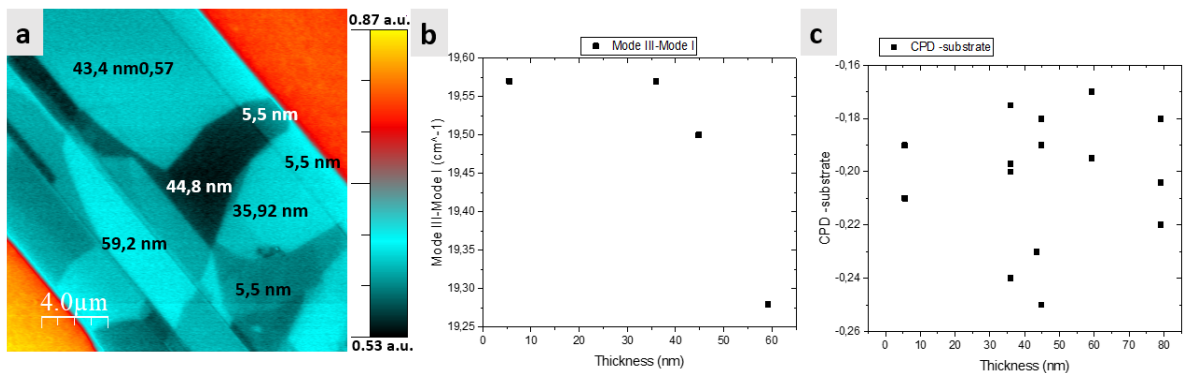 a
0.87 a.u.
43,4 nm0,57
5,5 nm
5,5 nm
44,8 nm
35,92 nm
59,2 nm
5,5 nm
4.0µm
0.53 a.u.
b
Mode III-Mode I
19,60
19,55
19,50
19,45
19,40
19,35
19,30
19,25
Mode III-Mode I (cm^-1)
0 10 20 30 40 50 60
Thickness (nm)
c
CPD -substrate
-0,16
-0,18
-0,20
-0,22
-0,24
-0,26
CPD -substrate
0 10 20 30 40 50 60 70 80
Thickness (nm)